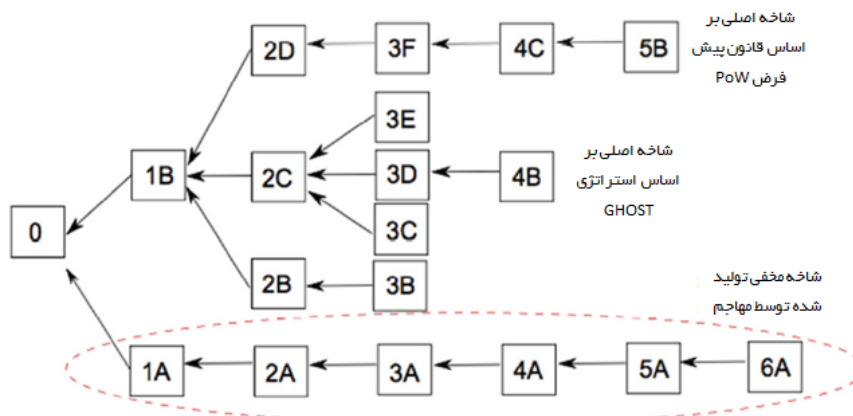 شاخه اصلی بر
اساس قانون پیش
فرض PoW
2D
3F
4C
5B
3E
1B
2C
3D
4B
شاخه اصلی بر
اساس استراتژی
GHOST
0
3C
2B
3B
شاخه مخفی تولید
شده توسط مهاجم
1A
2A
3A
4A
5A
6A